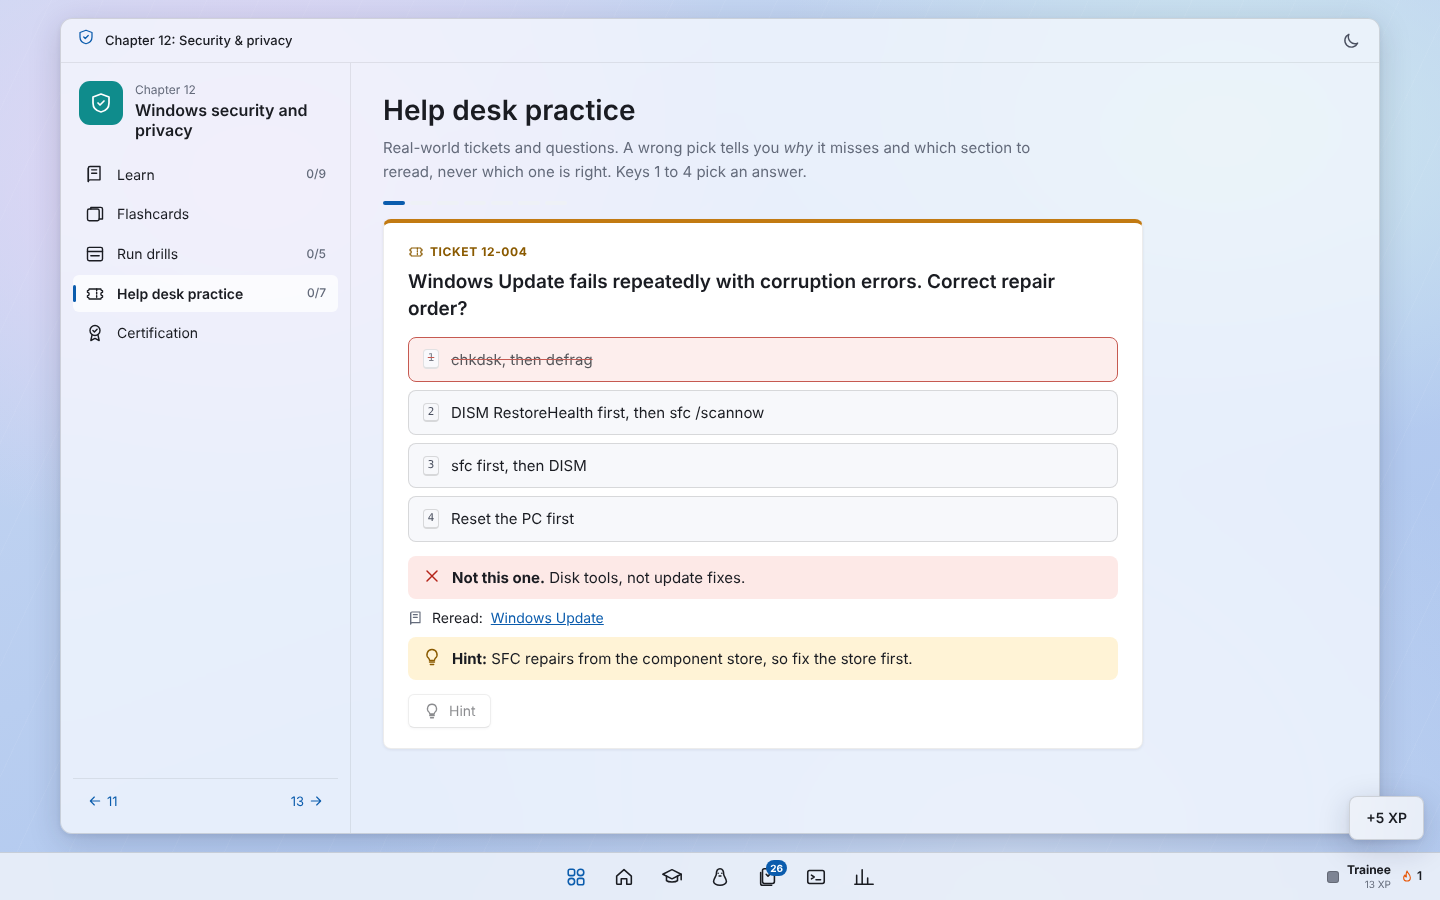 Chapter 12: Security & privacy
Chapter 12
Windows security and
privacy
Learn 0/9
Flashcards
Run drills 0/5
Help desk practice 0/7
Certification
← 11
13 →
Help desk practice
Real-world tickets and questions. A wrong pick tells you why it misses and which section to
reread, never which one is right. Keys 1 to 4 pick an answer.
TICKET 12-004
Windows Update fails repeatedly with corruption errors. Correct repair
order?
1 chkdsk, then defrag
2 DISM RestoreHealth first, then sfc /scannow
3 sfc first, then DISM
4 Reset the PC first
Not this one. Disk tools, not update fixes.
Reread: Windows Update
Hint: SFC repairs from the component store, so fix the store first.
Hint
+5 XP
26
Trainee
13 XP
1